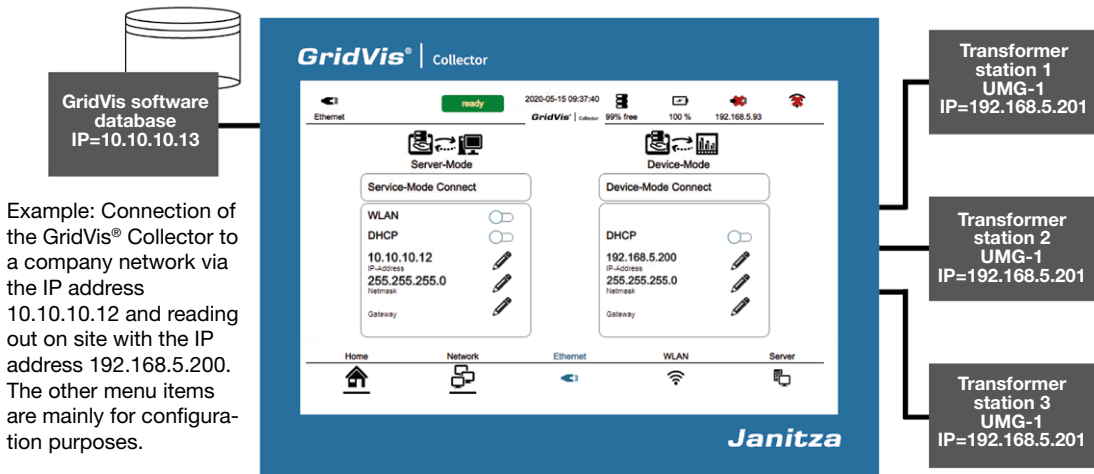 GridVis software
database
IP=10.10.10.13
Example: Connection of
the GridVis® Collector to
a company network via
the IP address
10.10.10.12 and reading
out on site with the IP
address 192.168.5.200.
The other menu items
are mainly for configura-
tion purposes.
GridVis® | Collector
Ethernet
ready
2020-05-15 09:37:40
GridVis® | Collector
99% free
100 %
192.168.5.93
Server-Mode
Device-Mode
Service-Mode Connect
Device-Mode Connect
WLAN
DHCP
10.10.10.12
IP-Address
255.255.255.0
Netmask
Gateway
DHCP
192.168.5.200
IP-Address
255.255.255.0
Netmask
Gateway
Home Network Ethernet WLAN Server
Janitza
Transformer
station 1
UMG-1
IP=192.168.5.201
Transformer
station 2
UMG-1
IP=192.168.5.201
Transformer
station 3
UMG-1
IP=192.168.5.201